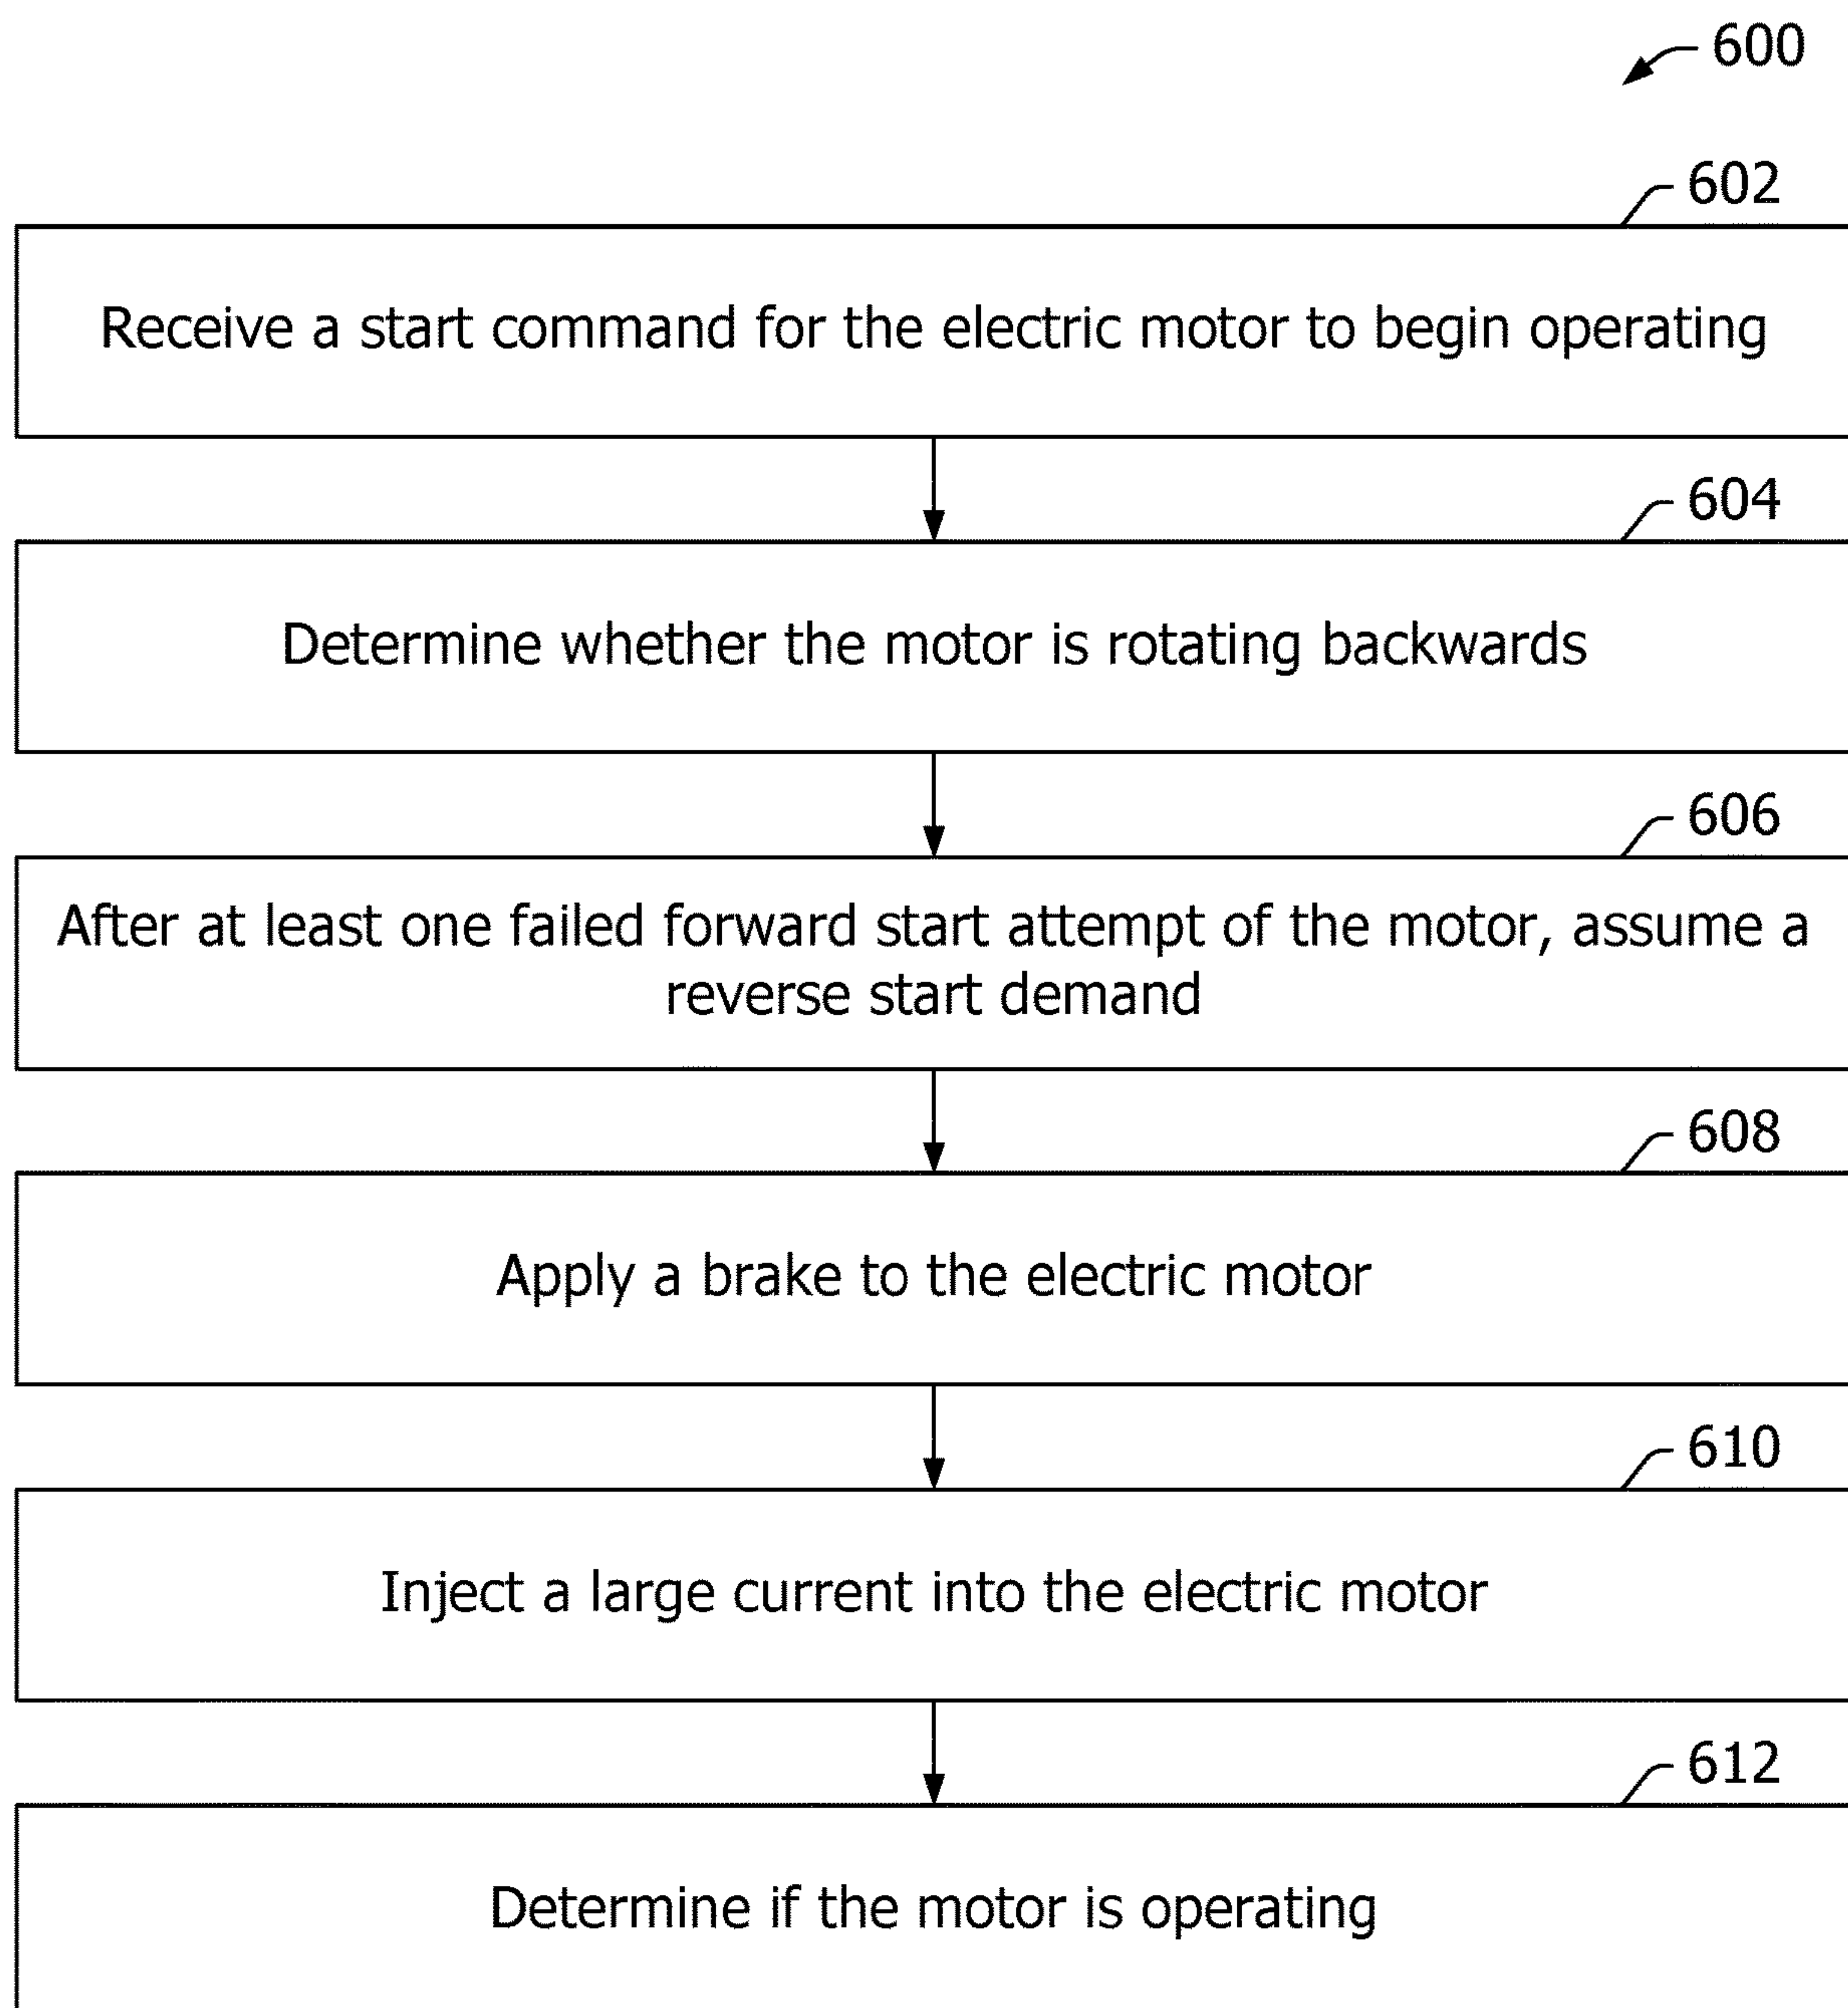 600
602
Receive a start command for the electric motor to begin operating
604
Determine whether the motor is rotating backwards
606
After at least one failed forward start attempt of the motor, assume a
reverse start demand
608
Apply a brake to the electric motor
610
Inject a large current into the electric motor
612
Determine if the motor is operating